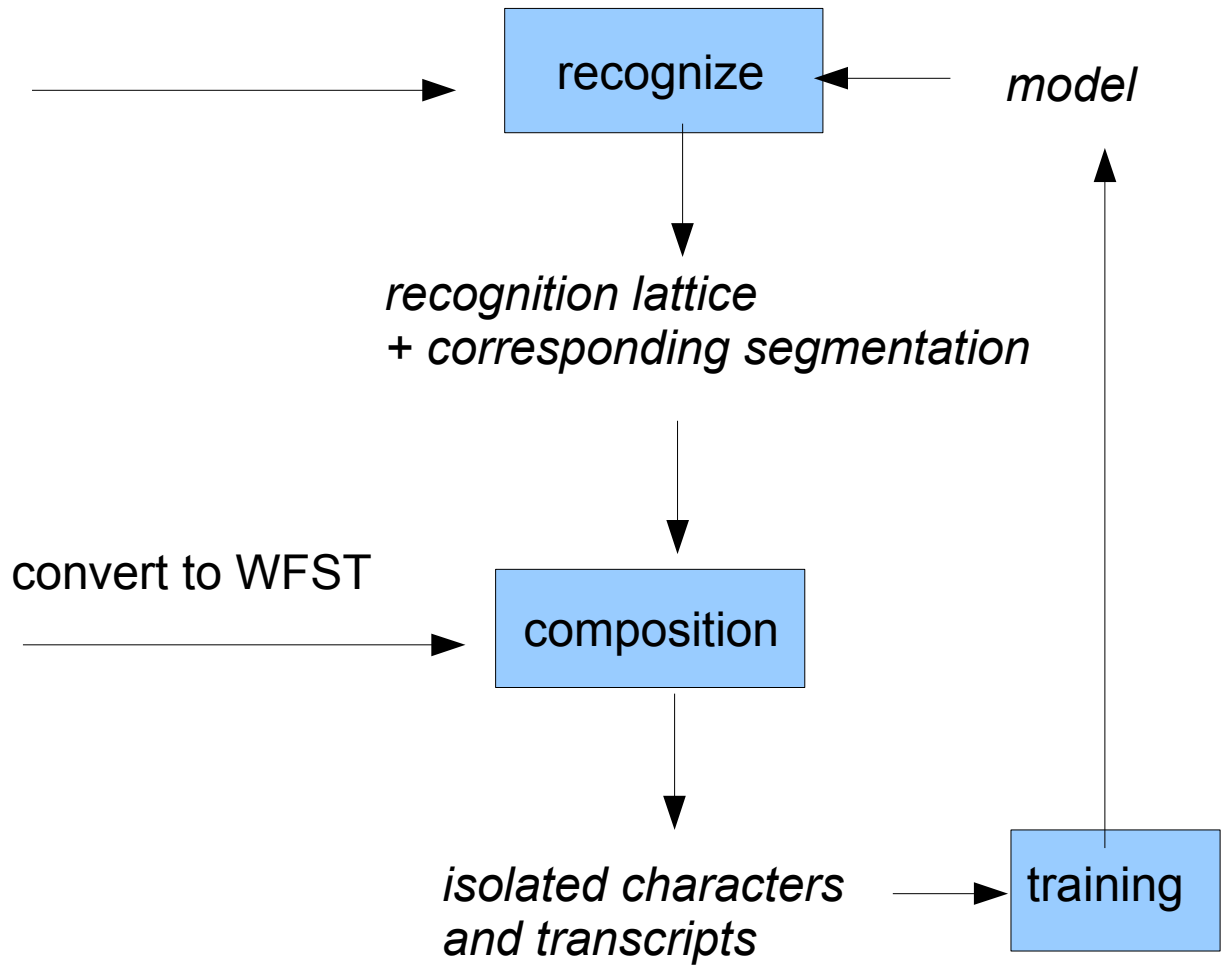 recognize
model
recognition lattice
+ corresponding segmentation
convert to WFST
composition
isolated characters
and transcripts
training